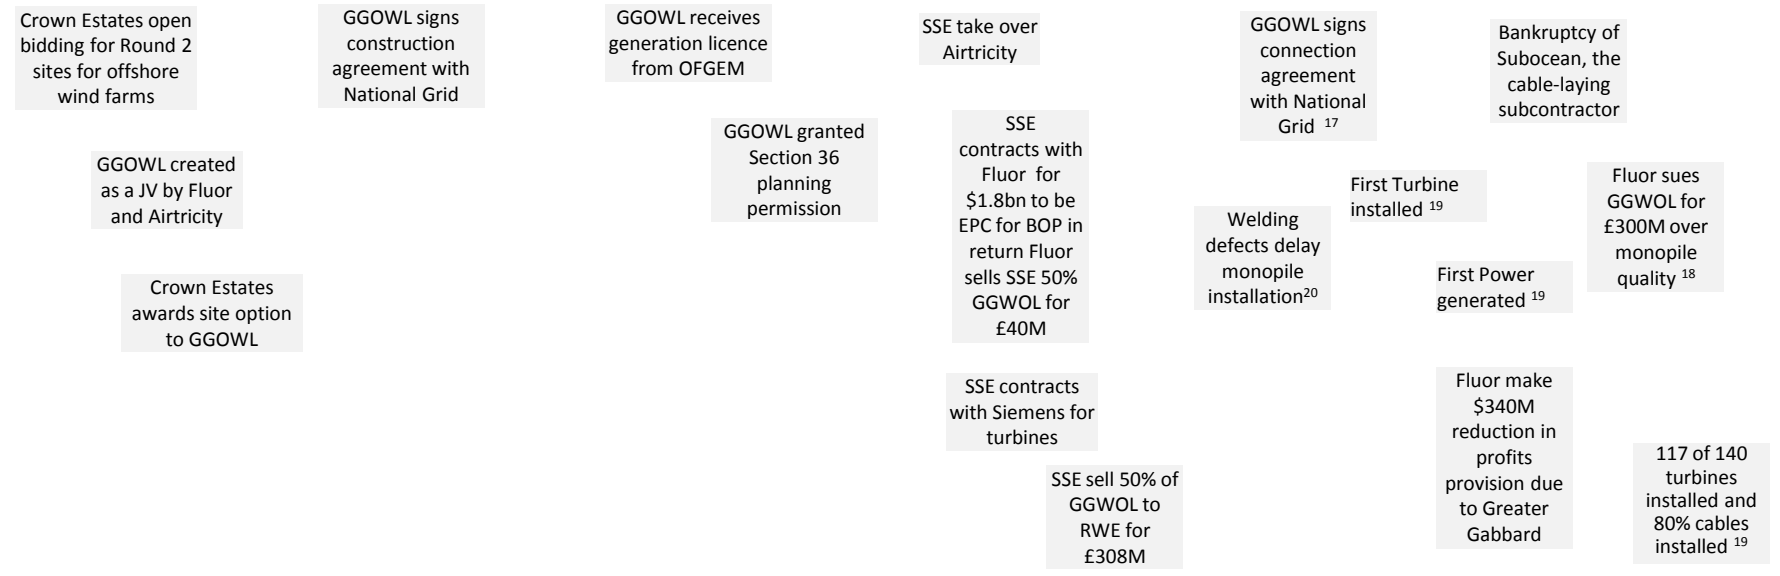 Crown Estates open
bidding for Round 2
sites for offshore
wind farms
GGOWL signs
construction
agreement with
National Grid
GGOWL receives
generation licence
from OFGEM
SSE take over
Airtricity
GGOWL signs
connection
agreement
with National
Grid 17
Bankruptcy of
Subocean, the
cable-laying
subcontractor
GGOWL created
as a JV by Fluor
and Airtricity
GGOWL granted
Section 36
planning
permission
SSE
contracts with
Fluor for
$1.8bn to be
EPC for BOP in
return Fluor
sells SSE 50%
GGWOL for
£40M
First Turbine
installed 19
Fluor sues
GGWOL for
£300M over
monopile
quality 18
Welding
defects delay
monopile
installation20
First Power
generated 19
Crown Estates
awards site option
to GGOWL
SSE contracts
with Siemens for
turbines
Fluor make
$340M
reduction in
profits
provision due
to Greater
Gabbard
SSE sell 50% of
GGWOL to
RWE for
£308M
117 of 140
turbines
installed and
80% cables
installed 19